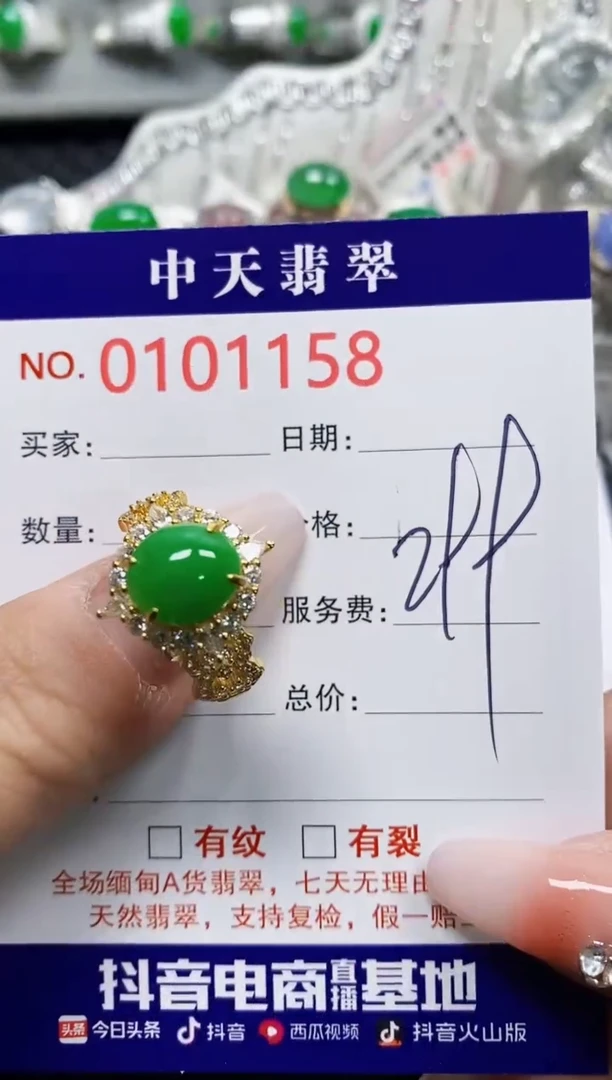 中天翡翠
NO. 0101158
买家: 日期:
数量: 格:
服务费:
总价:
有纹 有裂
全场缅甸A货翡翠，七天无理由
天然翡翠，支持复检，假一赔
抖音电商直播基地
头条 今日头条 抖音 西瓜视频 抖音火山版